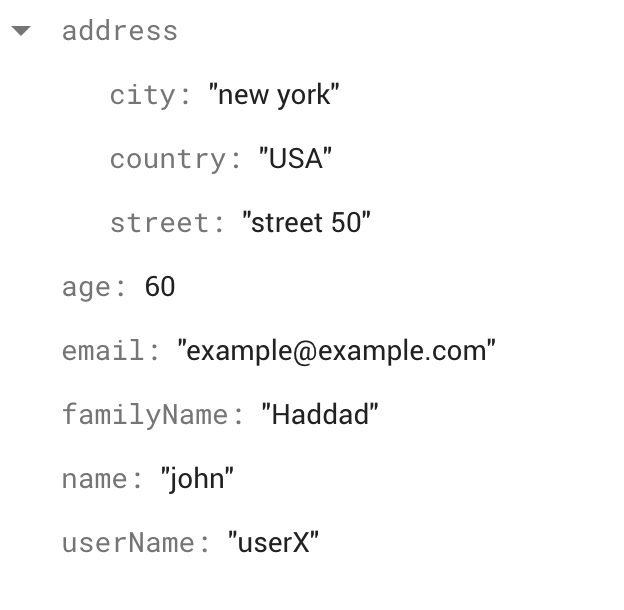 address
city: "new york"
country: "USA"
street: "street 50"
age: 60
email: "example@example.com"
familyName: "Haddad"
name: "john"
userName: "userX"